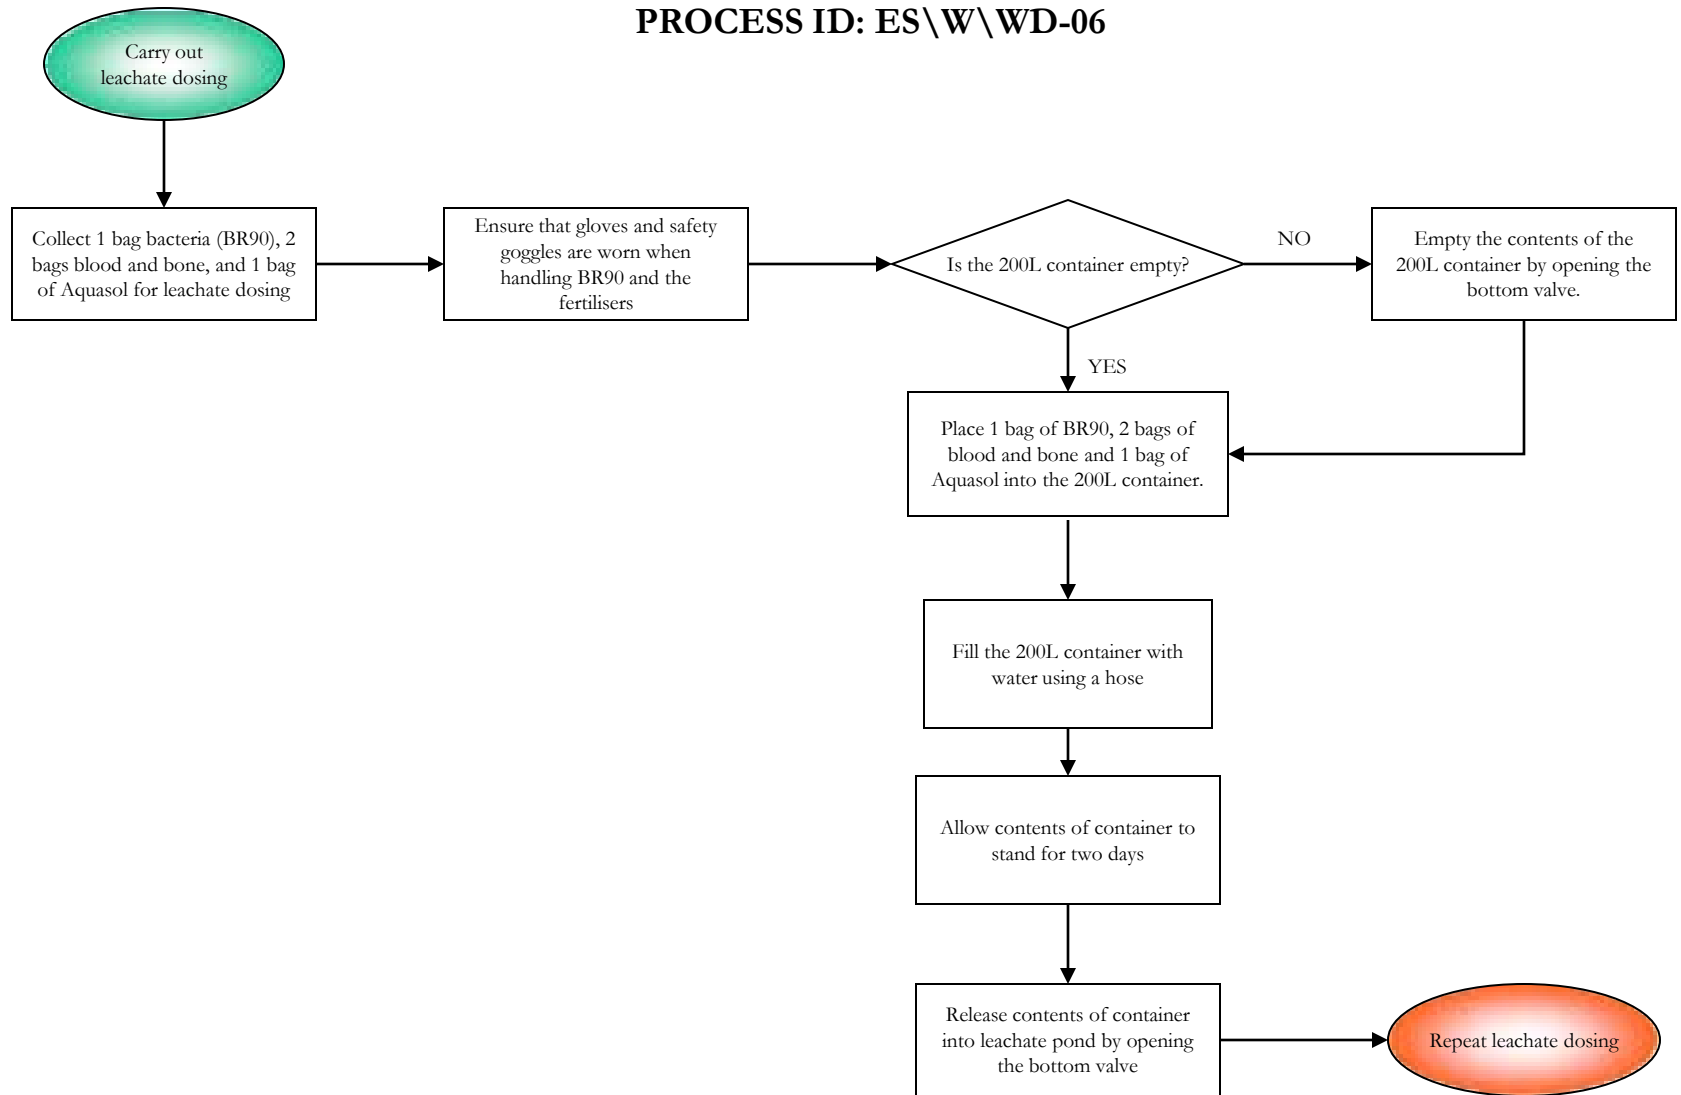 PROCESS ID: ES\W\WD-06
Carry out
leachate dosing
Collect 1 bag bacteria (BR90), 2
bags blood and bone, and 1 bag
of Aquasol for leachate dosing
Ensure that gloves and safety
goggles are worn when
handling BR90 and the
fertilisers
Is the 200L container empty?
NO
Empty the contents of the
200L container by opening the
bottom valve.
YES
Place 1 bag of BR90, 2 bags of
blood and bone and 1 bag of
Aquasol into the 200L container.
Fill the 200L container with
water using a hose
Allow contents of container to
stand for two days
Release contents of container
into leachate pond by opening
the bottom valve
Repeat leachate dosing